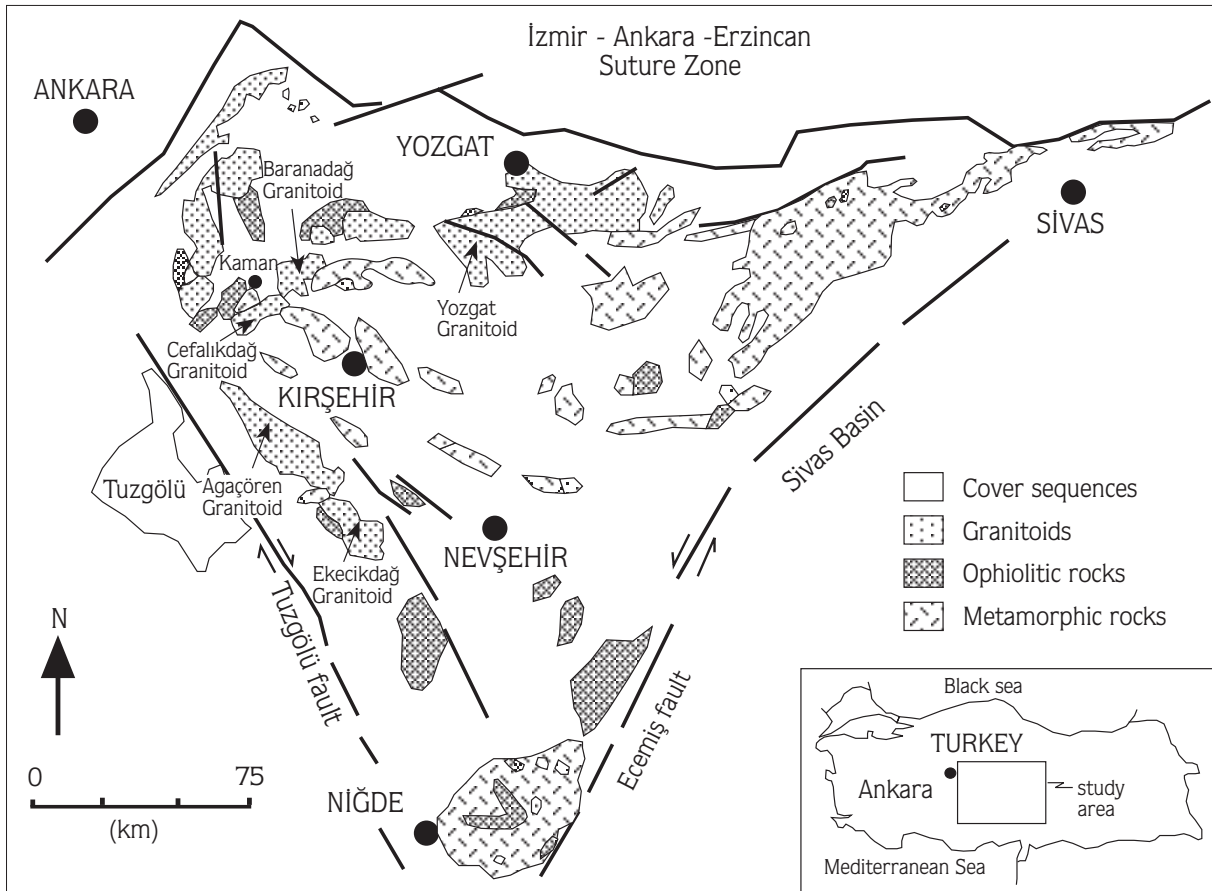 İzmir - Ankara -Erzincan
Suture Zone
ANKARA
YOZGAT
Baranadağ
Granitoid
SİVAS
Kaman
Yozgat
Granitoid
Cefalıkdağ
Granitoid
KIRŞEHİR
Tuzgölü
Agaçören
Granitoid
Sivas Basin
NEVŞEHİR
Ekecikdağ
Granitoid
Tuzgölü fault
Ecemiş fault
Cover sequences
Granitoids
Ophiolitic rocks
Metamorphic rocks
N
0 75
(km)
NİĞDE
Black sea
TURKEY
Ankara
study
area
Mediterranean Sea